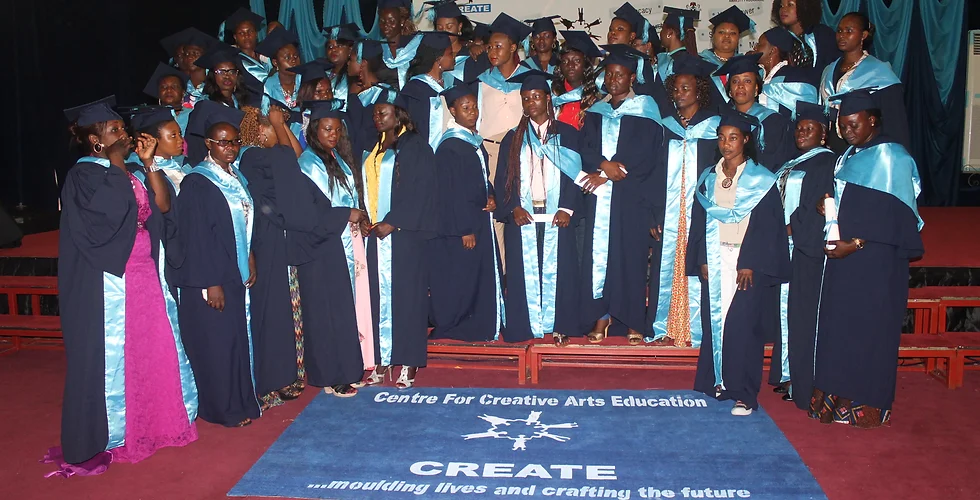 CREATE
Centre For Creative Arts Education
CREATE
...moulding lives and crafting the future